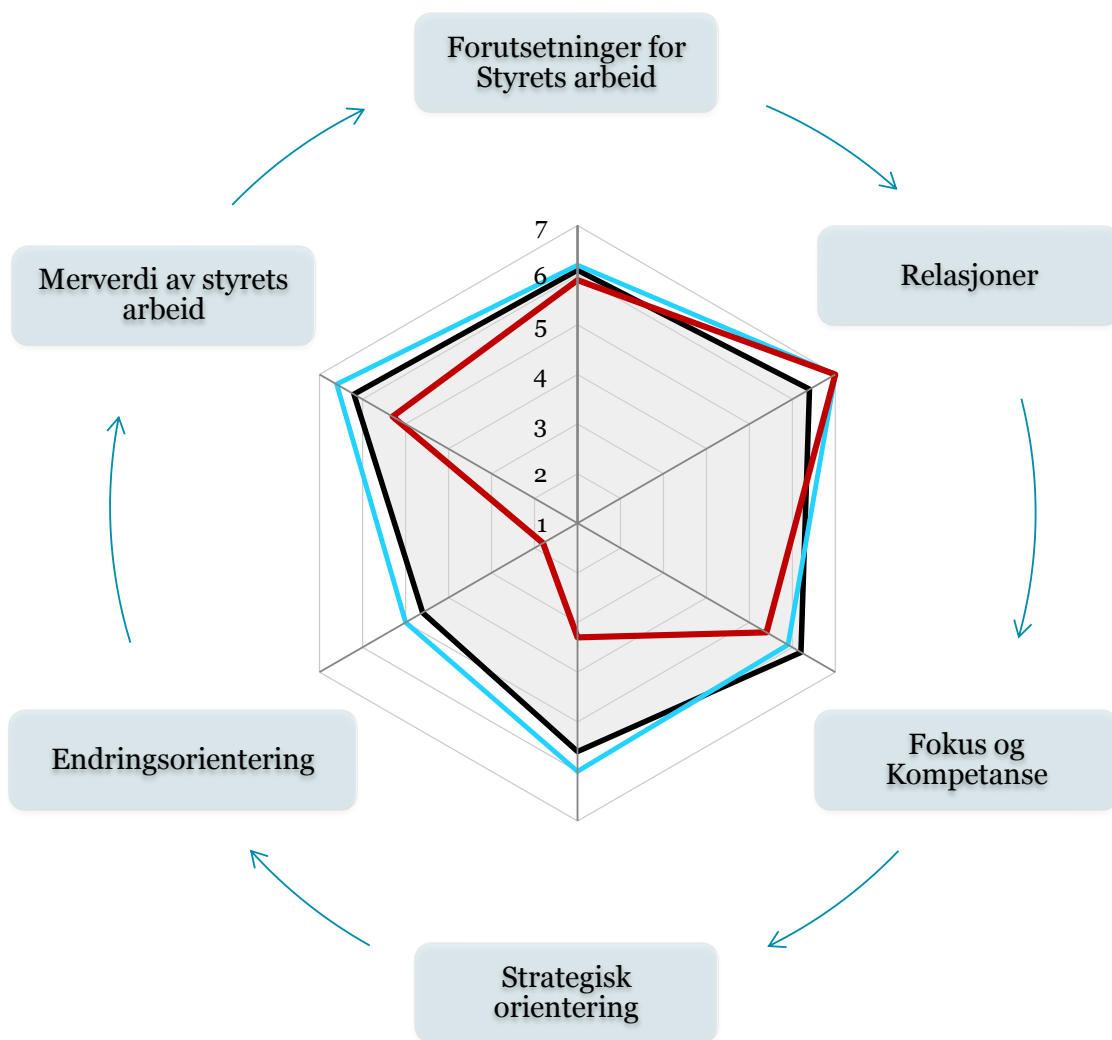 Forutsetninger for
Styrets arbeid
Relasjoner
Merverdi av styrets
arbeid
7
6
5
4
3
2
1
Endringsorientering
Fokus og
Kompetanse
Strategisk
orientering